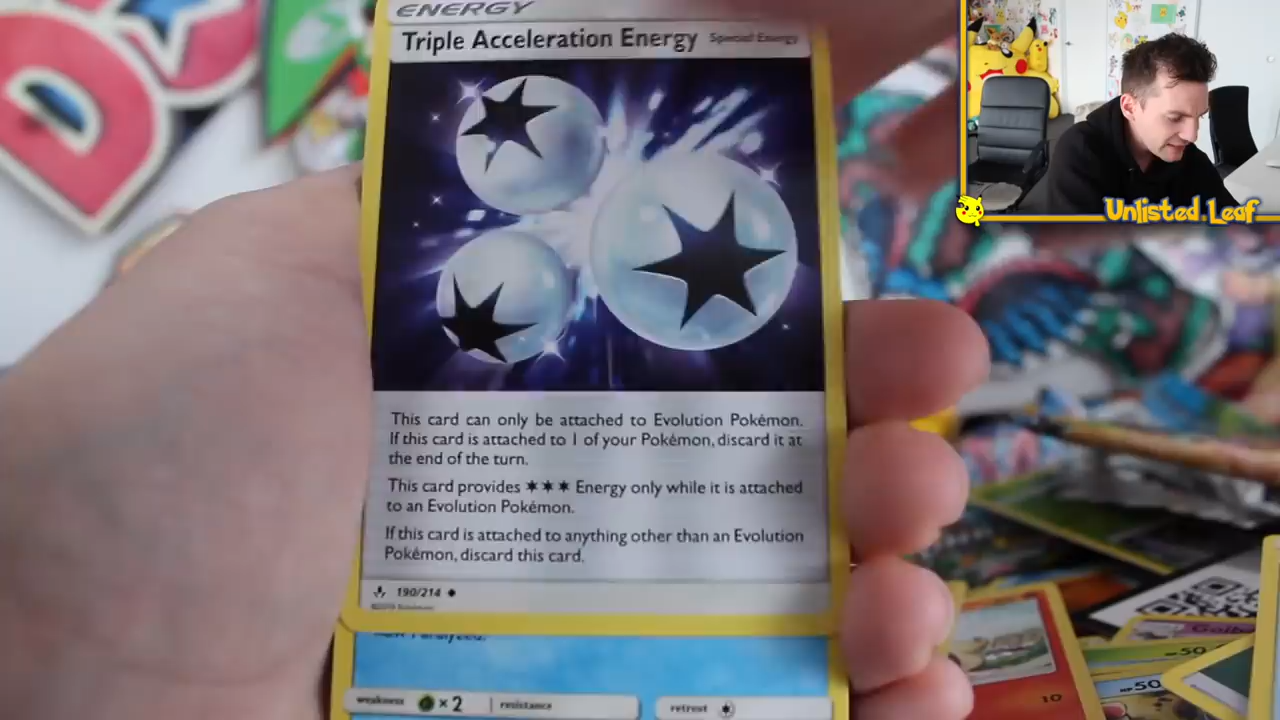 ENERGY
Triple Acceleration Energy Special Energy
This card can only be attached to Evolution Pokémon.
If this card is attached to 1 of your Pokémon, discard it at
the end of the turn.
This card provides ✶✶✶ Energy only while it is attached
to an Evolution Pokémon.
If this card is attached to anything other than an Evolution
Pokémon, discard this card.
190/214
weakness ×2 resistance retreat
Unlisted Leaf
Golba
HP 50
10